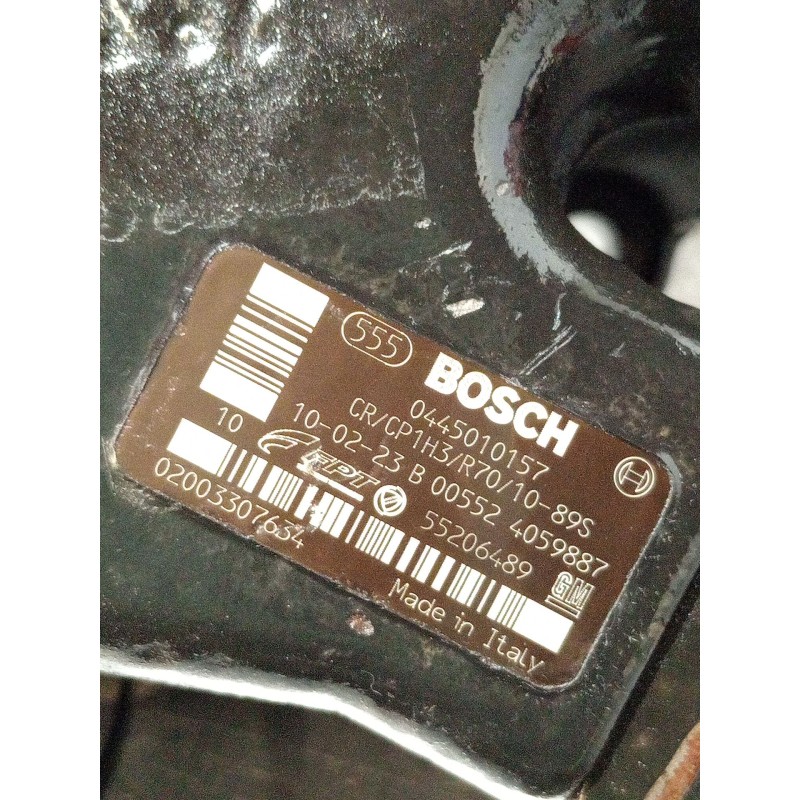 555
BOSCH
0445010157
CR/CP1H3/R70/10-89S
10-02-23 B 00552 4059887
10
FPT
55206489
GM
02003307634
Made in Italy